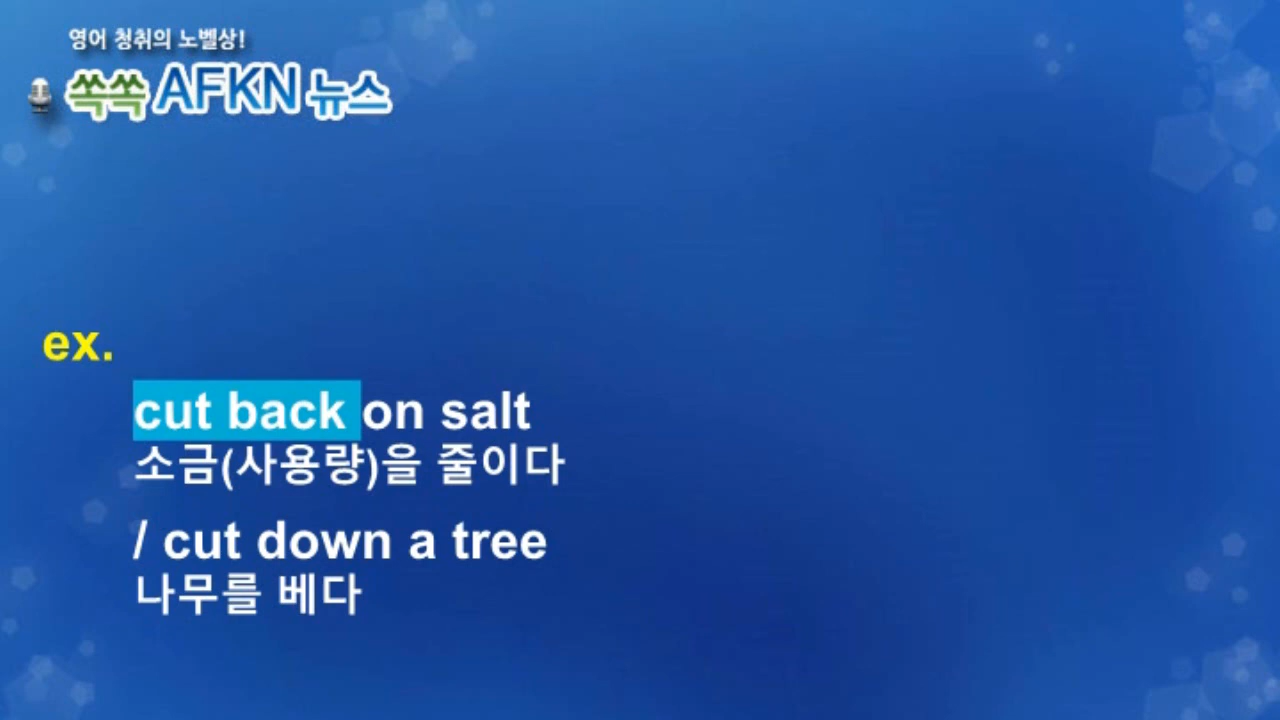 영어 청취의 노벨상!
쏙쏙 AFKN 뉴스
ex.
cut back on salt
소금(사용량)을 줄이다
/ cut down a tree
나무를 베다